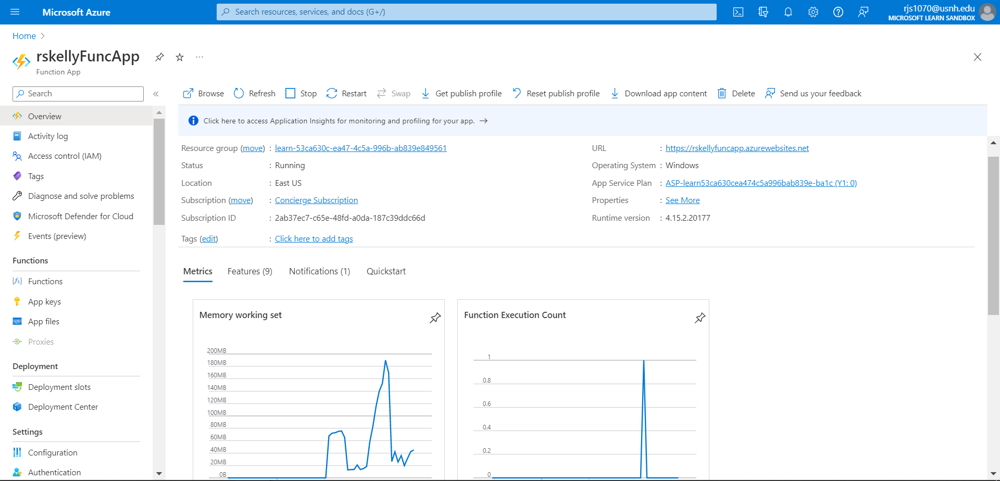 Microsoft Azure
Search resources, services, and docs (G+/)
rjs1070@usnh.edu
MICROSOFT LEARN SANDBOX
Home
rskellyFuncApp
Function App
Search
Browse
Refresh
Stop
Restart
Swap
Get publish profile
Reset publish profile
Download app content
Delete
Send us your feedback
Click here to access Application Insights for monitoring and profiling for your app.
Overview
Activity log
Access control (IAM)
Tags
Diagnose and solve problems
Microsoft Defender for Cloud
Events (preview)
Functions
Functions
App keys
App files
Proxies
Deployment
Deployment slots
Deployment Center
Settings
Configuration
Authentication
Resource group (move) : learn-53ca630c-ea47-4c5a-996b-ab839e849561
Status : Running
Location : East US
Subscription (move) : Concierge Subscription
Subscription ID : 2ab37ec7-c65e-48fd-a0da-187c39ddc66d
Tags (edit) : Click here to add tags
URL : https://rskellyfuncapp.azurewebsites.net
Operating System : Windows
App Service Plan : ASP-learn53ca630cea474c5a996bab839e-ba1c (Y1: 0)
Properties : See More
Runtime version : 4.15.2.20177
Metrics
Features (9)
Notifications (1)
Quickstart
Memory working set
200MB
180MB
160MB
140MB
120MB
100MB
80MB
60MB
40MB
20MB
0B
Function Execution Count
1
0.8
0.6
0.4
0.2
0